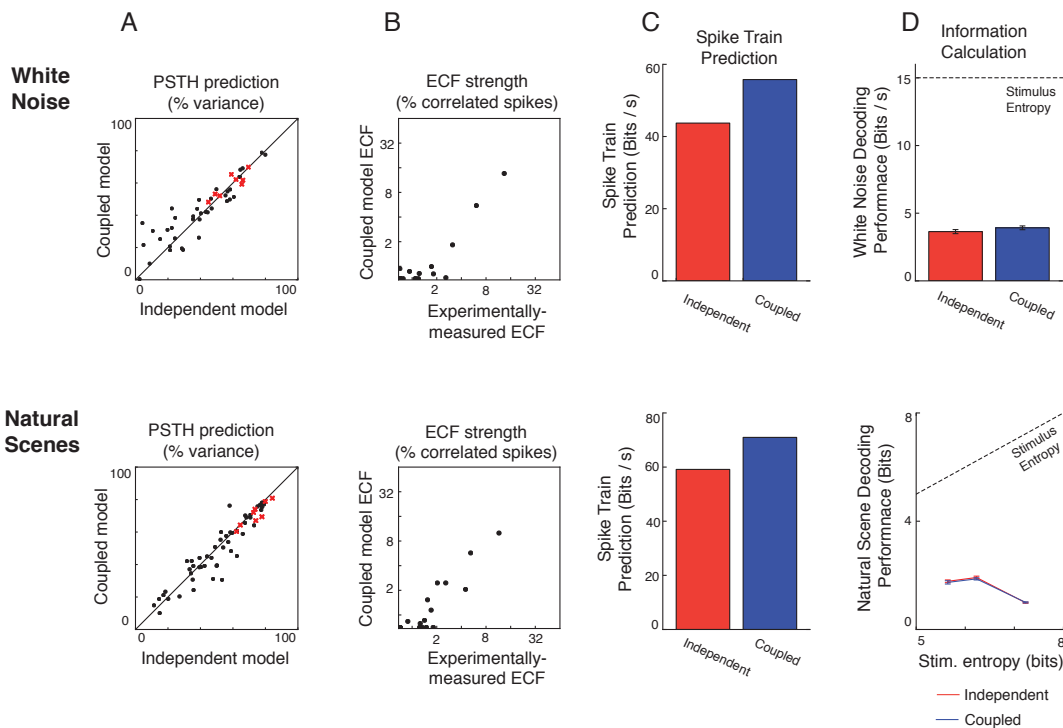 A
B
C
D
White
Noise
PSTH prediction
(% variance)
100
Coupled model
0
0
100
Independent model
ECF strength
(% correlated spikes)
32
8
2
Coupled model ECF
2
8
32
Experimentally-
measured ECF
Spike Train
Prediction
60
40
20
0
Spike Train
Prediction (Bits / s)
Independent
Coupled
Information
Calculation
15
10
5
0
White Noise Decoding
Performnace (Bits / s)
Stimulus
Entropy
Independent
Coupled
Natural
Scenes
PSTH prediction
(% variance)
100
Coupled model
0
0
100
Independent model
ECF strength
(% correlated spikes)
32
8
2
Coupled model ECF
2
8
32
Experimentally-
measured ECF
80
60
40
20
0
Spike Train
Prediction (Bits / s)
Independent
Coupled
8
4
0
Natural Scene Decoding
Performnace (Bits)
Stimulus
Entropy
5
8
Stim. entropy (bits)
Independent
Coupled